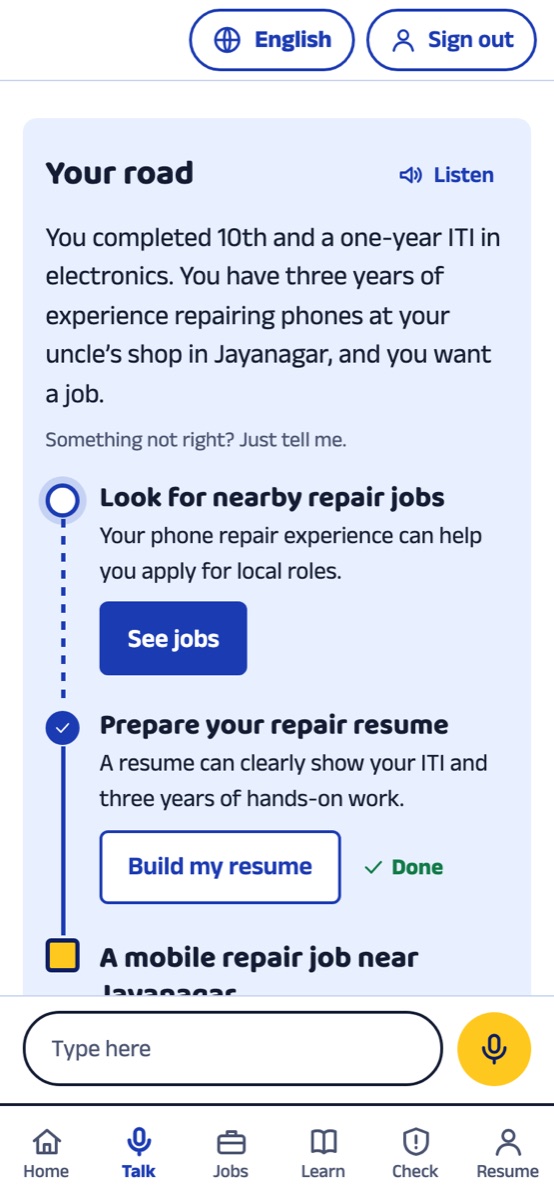 English
Sign out
Your road
Listen
You completed 10th and a one-year ITI in
electronics. You have three years of
experience repairing phones at your
uncle’s shop in Jayanagar, and you want
a job.
Something not right? Just tell me.
Look for nearby repair jobs
Your phone repair experience can help
you apply for local roles.
See jobs
Prepare your repair resume
A resume can clearly show your ITI and
three years of hands-on work.
Build my resume
Done
A mobile repair job near
Jayanagar
Type here
Home
Talk
Jobs
Learn
Check
Resume